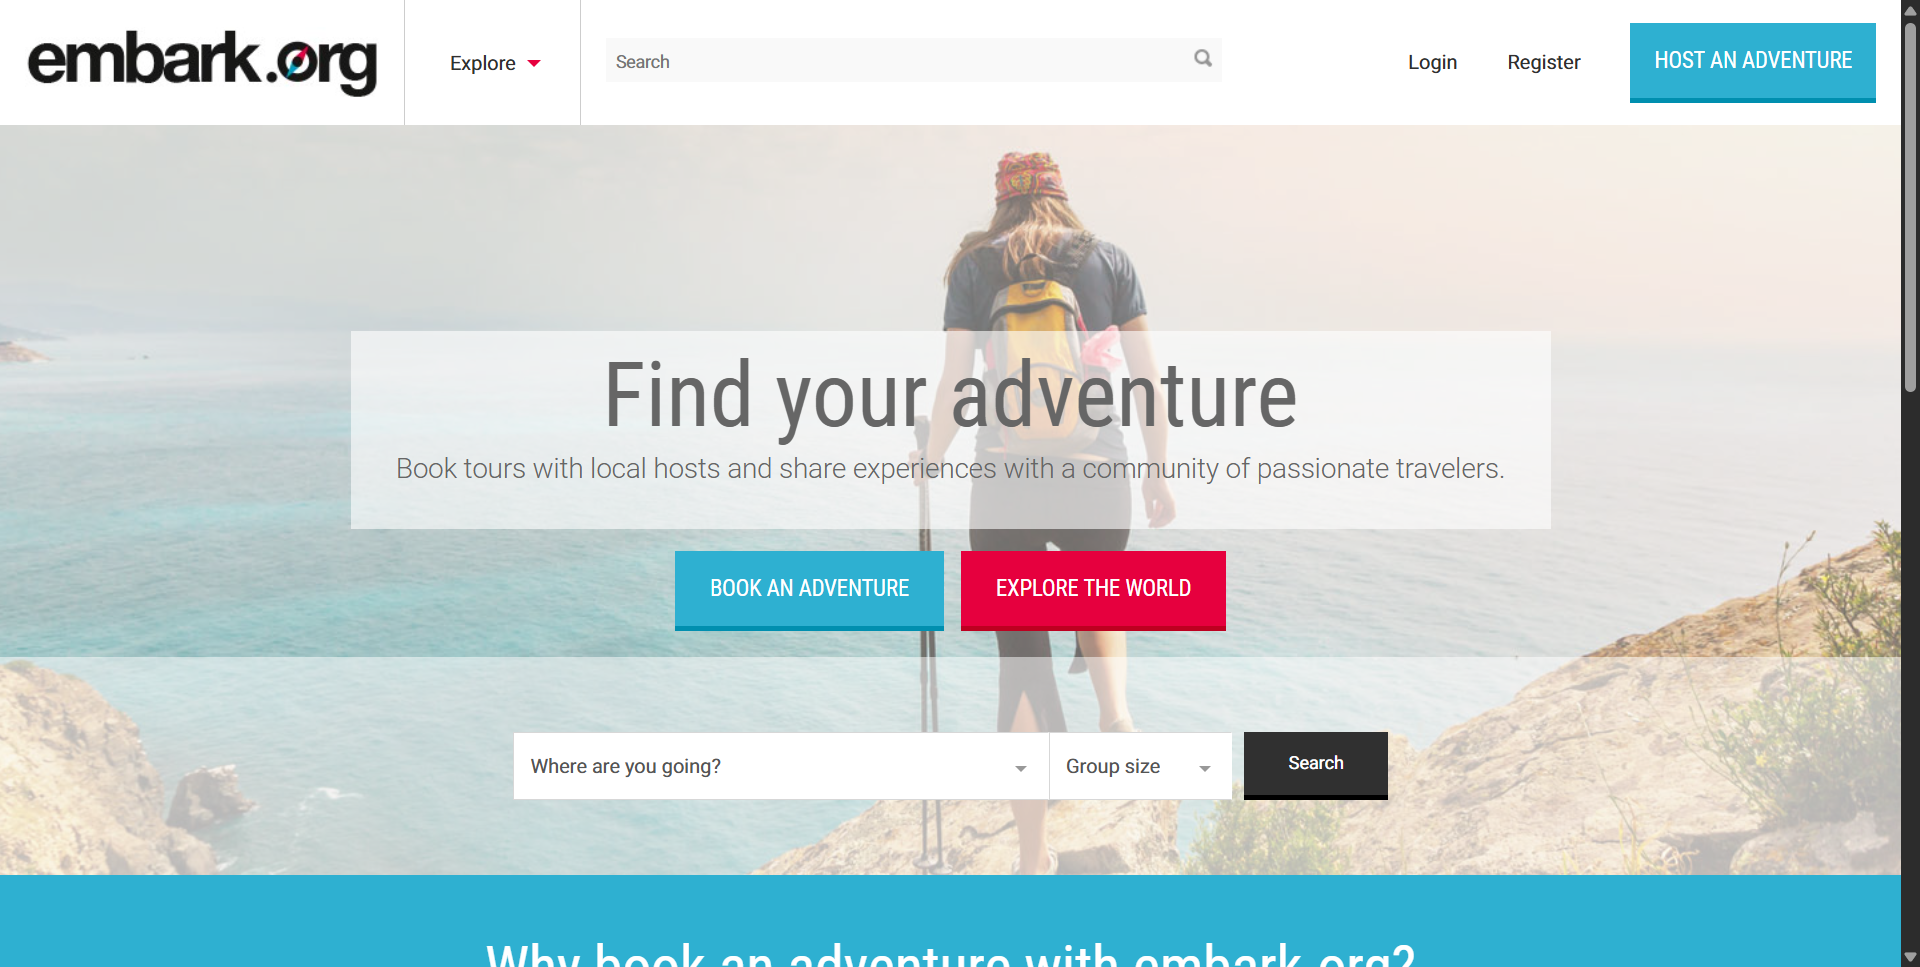 embark.org
Explore
Search
Login
Register
HOST AN ADVENTURE
Find your adventure
Book tours with local hosts and share experiences with a community of passionate travelers.
BOOK AN ADVENTURE
EXPLORE THE WORLD
Where are you going?
Group size
Search
Why book an adventure with embark.org?